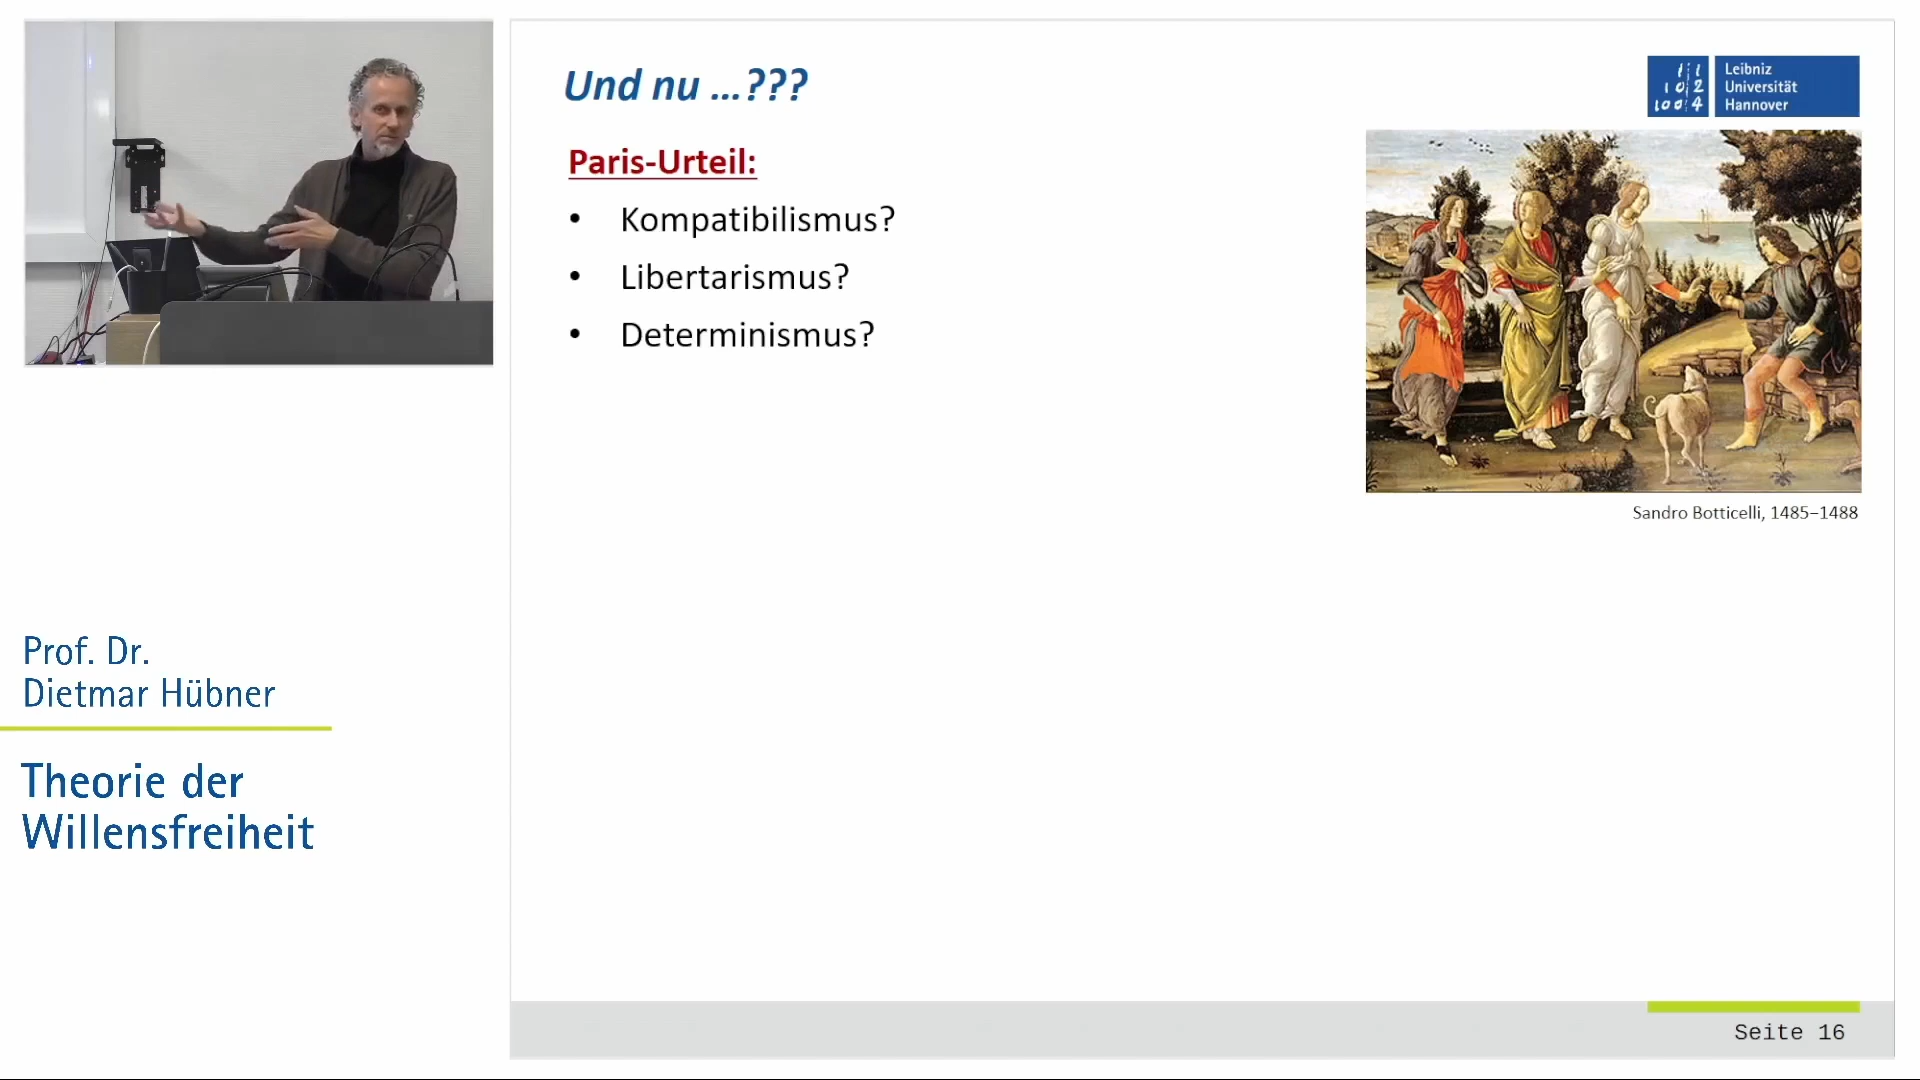 Und nu ...???
Leibniz
Universität
Hannover
Paris-Urteil:
• Kompatibilismus?
• Libertarismus?
• Determinismus?
Sandro Botticelli, 1485–1488
Prof. Dr.
Dietmar Hübner
Theorie der
Willensfreiheit
Seite 16